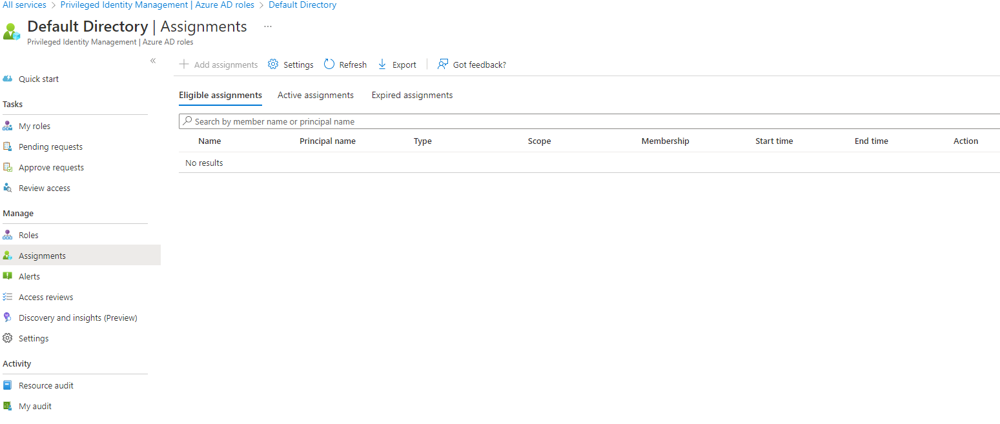 All services > Privileged Identity Management | Azure AD roles > Default Directory
Default Directory | Assignments ...
Privileged Identity Management | Azure AD roles
«
Quick start
Tasks
My roles
Pending requests
Approve requests
Review access
Manage
Roles
Assignments
Alerts
Access reviews
Discovery and insights (Preview)
Settings
Activity
Resource audit
My audit
+ Add assignments Settings Refresh Export | Got feedback?
Eligible assignments Active assignments Expired assignments
Search by member name or principal name
Name Principal name Type Scope Membership Start time End time Action
No results